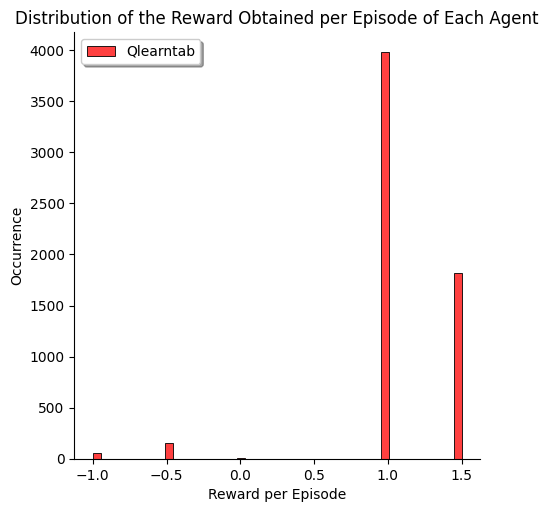 Distribution of the Reward Obtained per Episode of Each Agent
Qlearntab
4000
3500
3000
2500
2000
1500
1000
500
0
Occurrence
−1.0 −0.5 0.0 0.5 1.0 1.5
Reward per Episode